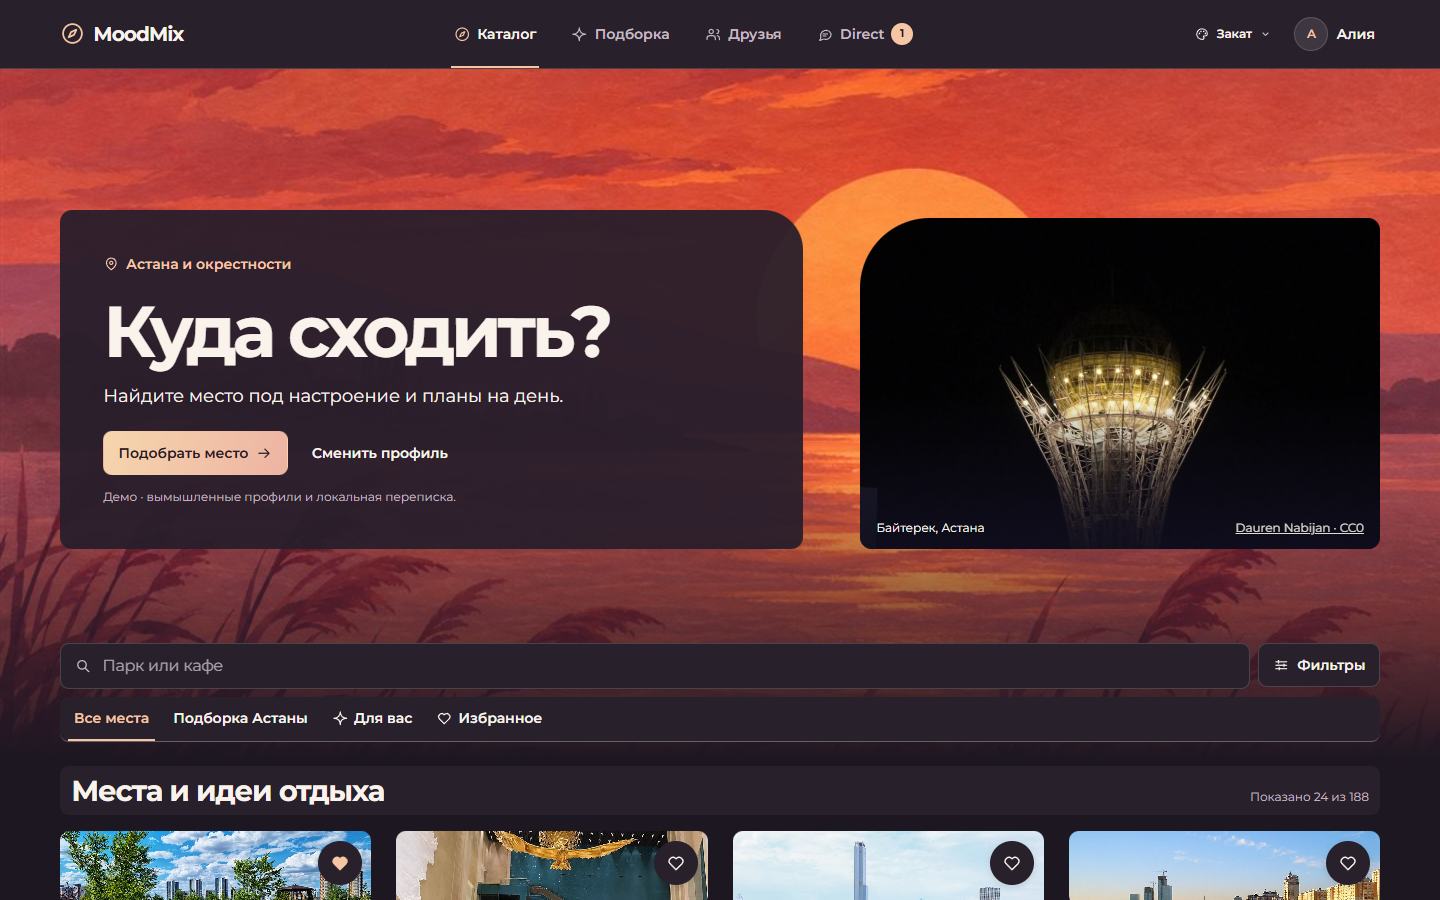 MoodMix
Каталог
Подборка
Друзья
Direct 1
Закат
А
Алия
Астана и окрестности
Куда сходить?
Найдите место под настроение и планы на день.
Подобрать место →
Сменить профиль
Демо · вымышленные профили и локальная переписка.
Байтерек, Астана
Dauren Nabijan · CC0
Парк или кафе
Фильтры
Все места
Подборка Астаны
Для вас
Избранное
Места и идеи отдыха
Показано 24 из 188